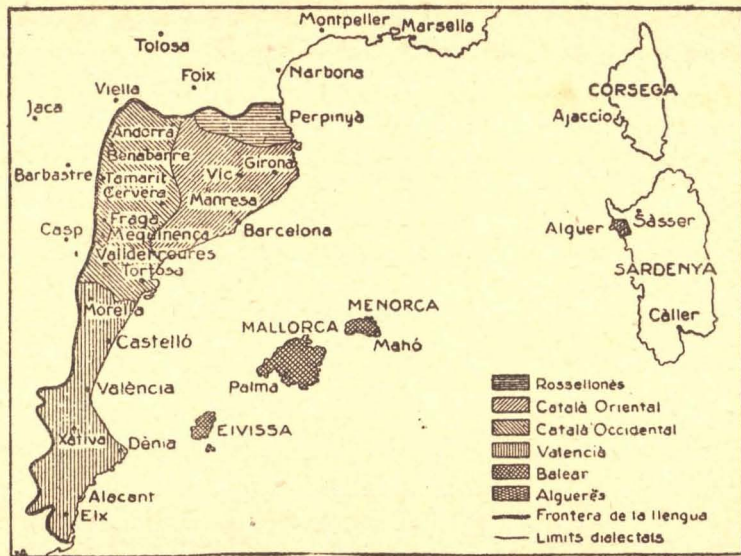 Montpeller
Marsella
Tolosa
Foix
Narbona
Viella
Jaca
CORSEGA
Perpinyà
Ajaccio
Andorra
Benabarre
Girona
Barbastre
Vic
Tamarit
Cervera
Manresa
Fraga
Barcelona
Sàsser
Alguer
Casp
Mequinença
Vallderroures
SARDENYA
Tortosa
Morella
MENORCA
Càller
MALLORCA
Castelló
Mahó
Palma
València
Rossellonès
Català Oriental
EIVISSA
Català Occidental
Xàtiva
Dènia
Valencià
Balear
Alacant
Alguerès
Elx
Frontera de la llengua
Límits dialectals